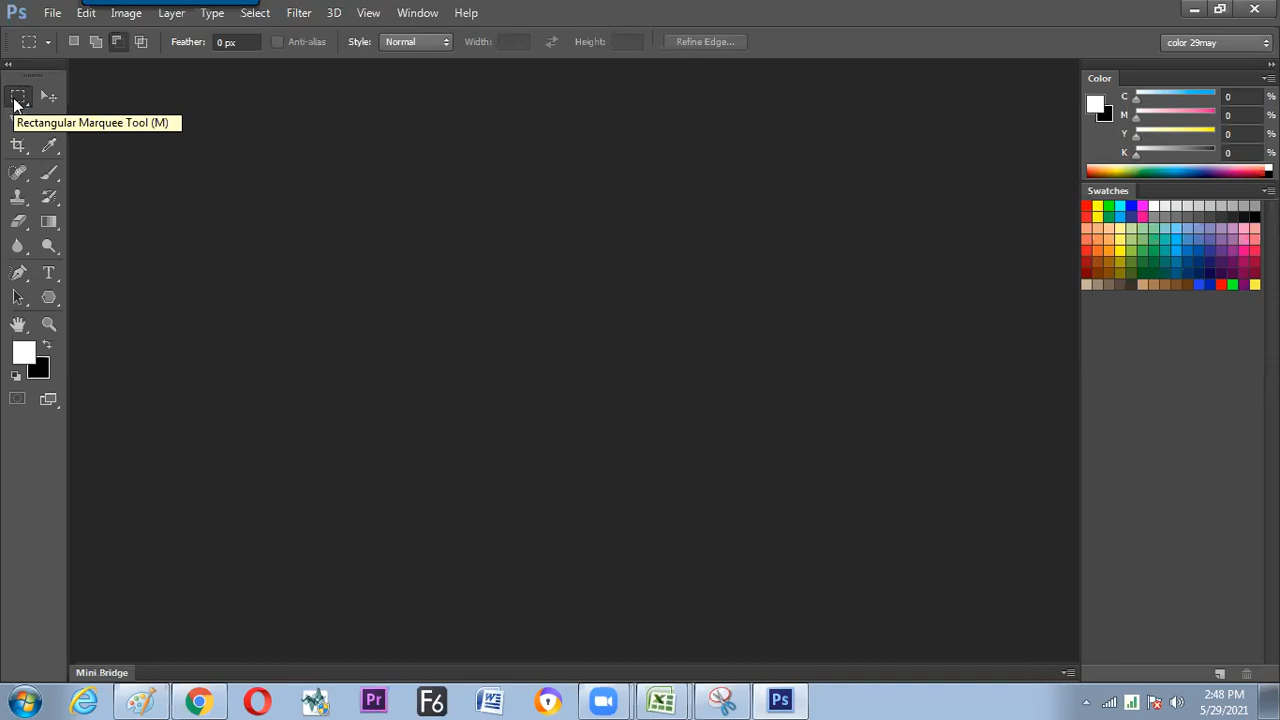 Ps File Edit Image Layer Type Select Filter 3D View Window Help
Feather: 0 px Anti-alias Style: Normal Width: Height: Refine Edge... color 29may
Color
C 0 %
M 0 %
Y 0 %
K 0 %
Rectangular Marquee Tool (M)
Swatches
T
Mini Bridge
Pr F6 Ps
2:48 PM
5/29/2021